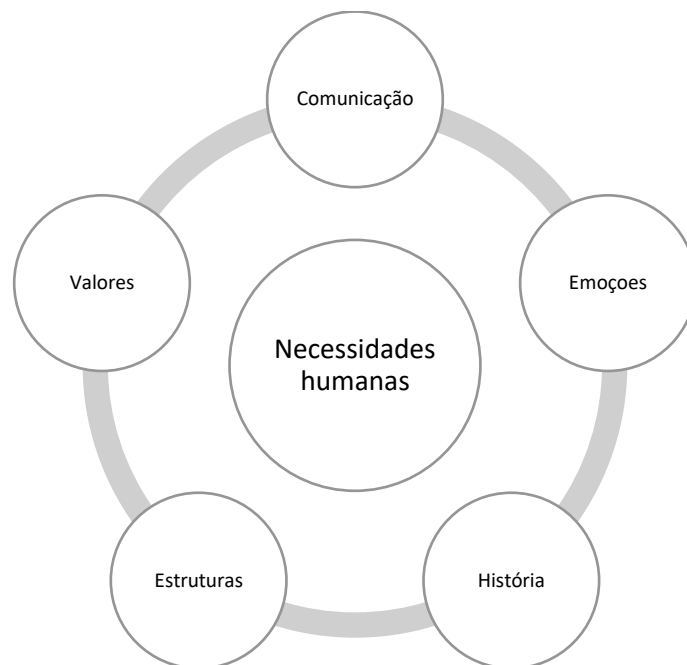 Comunicação
Valores
Emoçoes
Necessidades
humanas
Estruturas
História